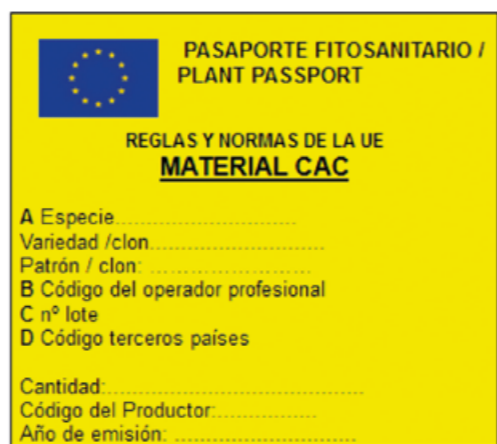 PASAPORTE FITOSANITARIO /
PLANT PASSPORT
REGLAS Y NORMAS DE LA UE
MATERIAL CAC
A Especie..............................
Variedad /clon.............................
Patrón / clon: ...........................
B Código del operador profesional
C nº lote
D Código terceros países
Cantidad:...........................................
Código del Productor:.................
Año de emisión: ..............................